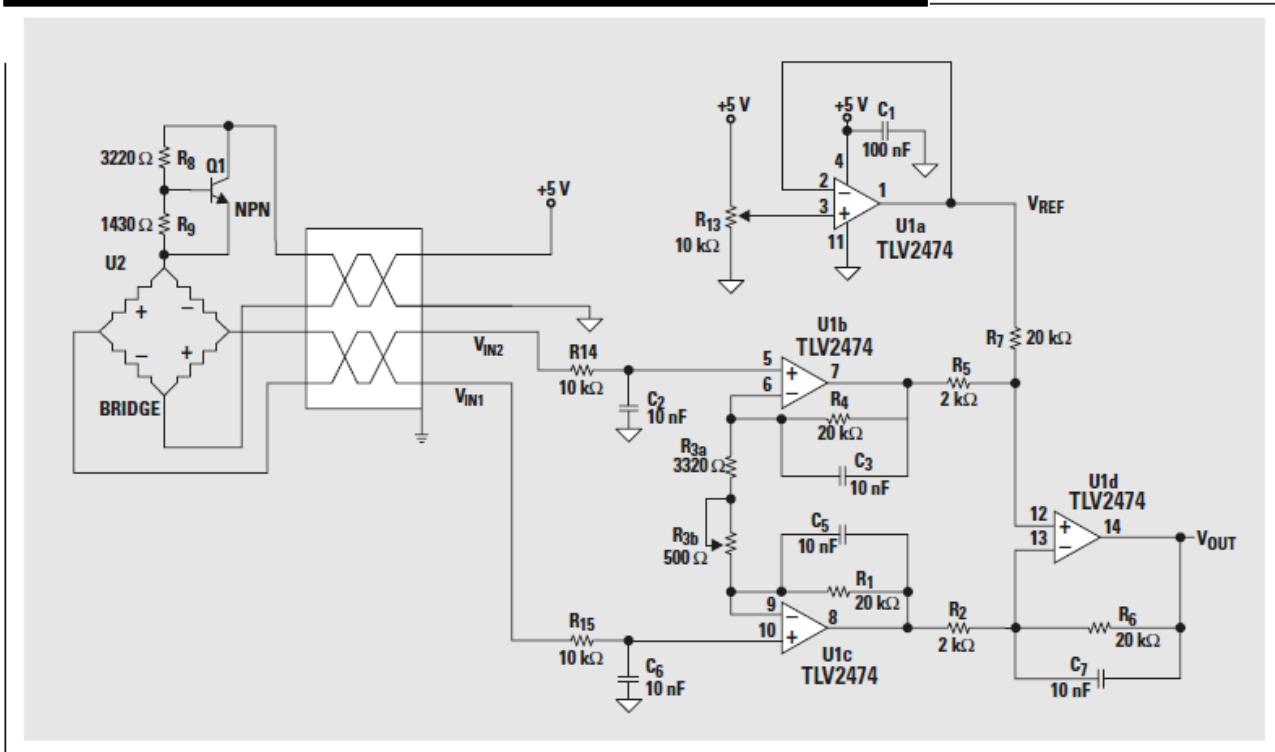 +5 V
+5 V
C1
100 nF
3220 Ω
R8
Q1
4
NPN
+5 V
2
−
1
VREF
1430 Ω
R9
R13
10 kΩ
3
+
U1a
TLV2474
11
U2
+
−
−
+
BRIDGE
VIN2
VIN1
R14
10 kΩ
C2
10 nF
U1b
TLV2474
5
+
7
6
−
R5
2 kΩ
R7
20 kΩ
R4
20 kΩ
R3a
3320 Ω
C3
10 nF
U1d
TLV2474
R3b
500 Ω
C5
10 nF
12
+
14
13
−
VOUT
R1
20 kΩ
R15
10 kΩ
9
−
8
10
+
U1c
TLV2474
R2
2 kΩ
R6
20 kΩ
C6
10 nF
C7
10 nF